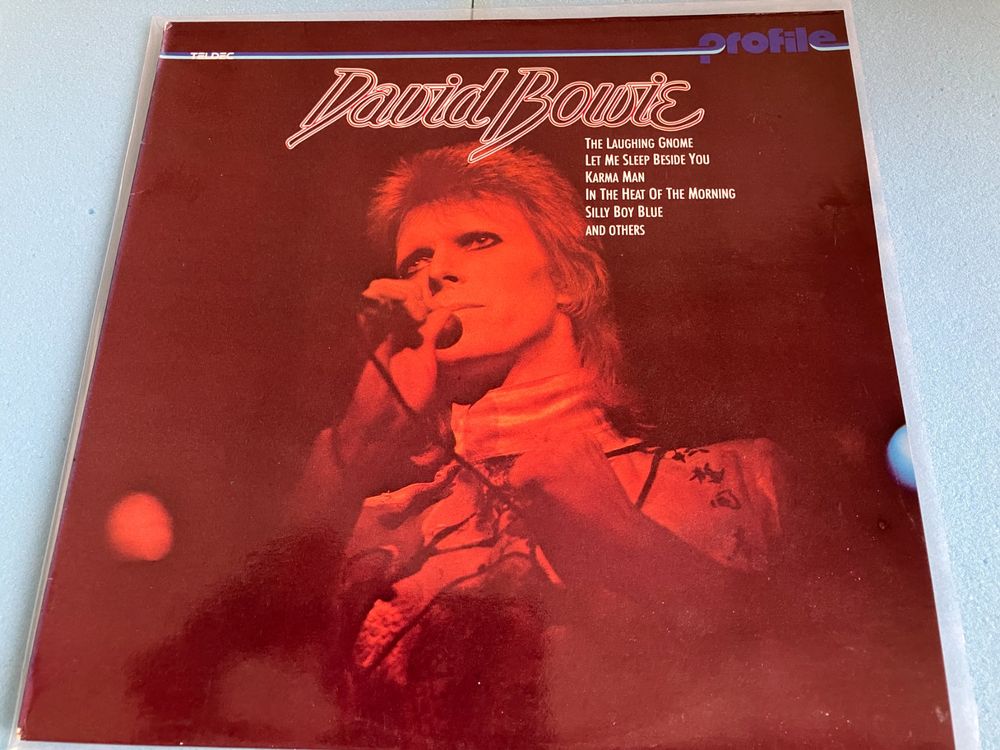 TELDEC
profile
David Bowie
THE LAUGHING GNOME
LET ME SLEEP BESIDE YOU
KARMA MAN
IN THE HEAT OF THE MORNING
SILLY BOY BLUE
AND OTHERS